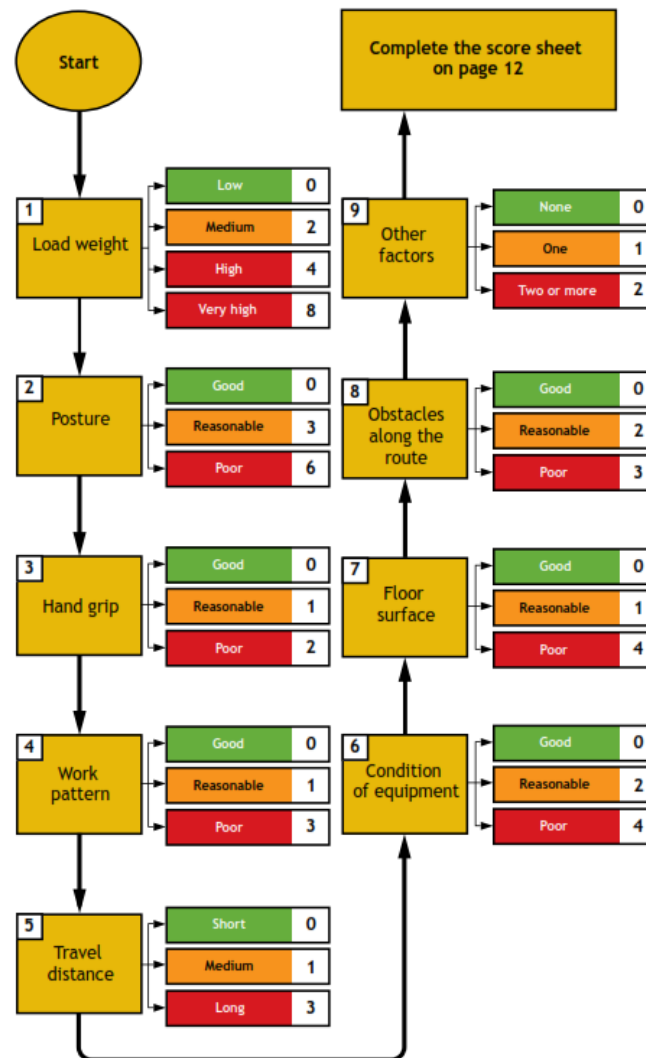 Start
1
Load weight
Low 0
Medium 2
High 4
Very high 8
2
Posture
Good 0
Reasonable 3
Poor 6
3
Hand grip
Good 0
Reasonable 1
Poor 2
4
Work
pattern
Good 0
Reasonable 1
Poor 3
5
Travel
distance
Short 0
Medium 1
Long 3
6
Condition
of equipment
Good 0
Reasonable 2
Poor 4
7
Floor
surface
Good 0
Reasonable 1
Poor 4
8
Obstacles
along the
route
Good 0
Reasonable 2
Poor 3
9
Other
factors
None 0
One 1
Two or more 2
Complete the score sheet
on page 12